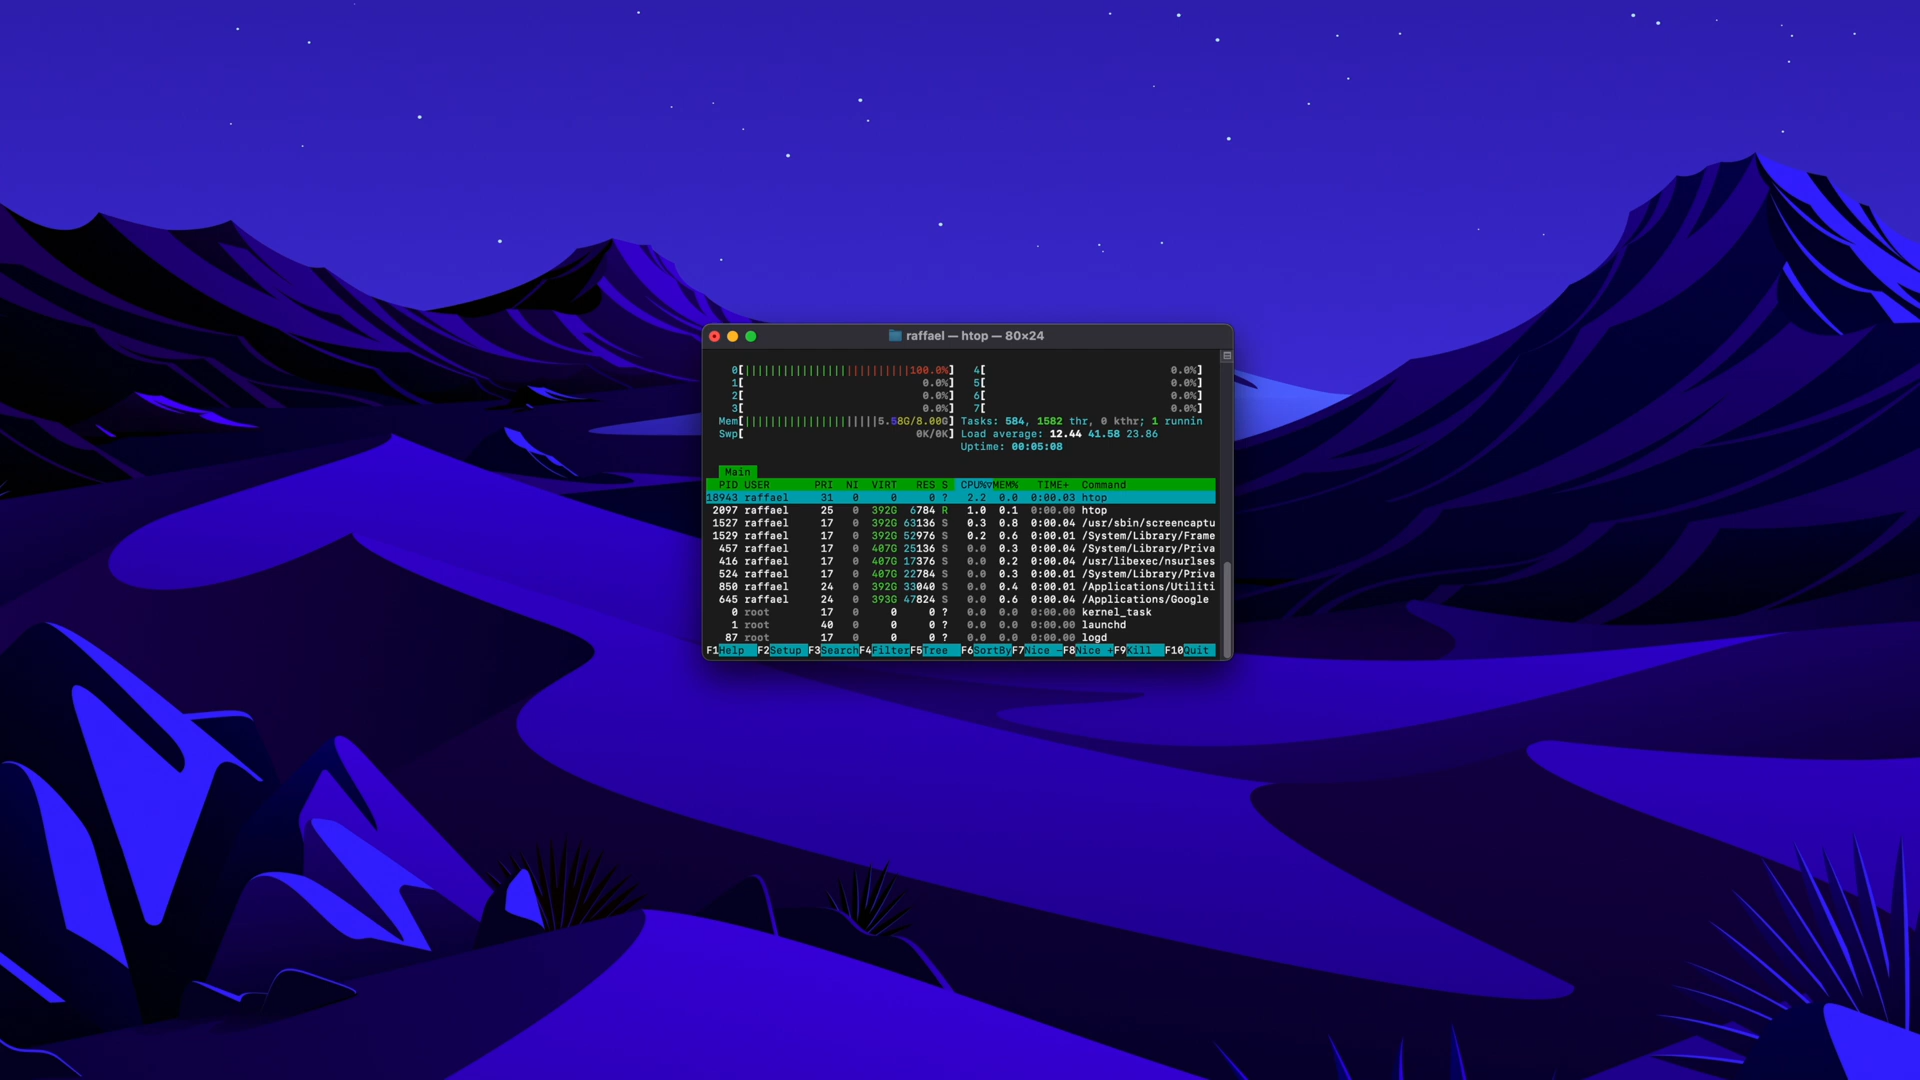 raffael — htop — 80×24
0[||||||||||||||||||||||||||100.0%] 4[ 0.0%]
1[ 0.0%] 5[ 0.0%]
2[ 0.0%] 6[ 0.0%]
3[ 0.0%] 7[ 0.0%]
Mem[|||||||||||||||||||||5.58G/8.00G] Tasks: 584, 1582 thr, 0 kthr; 1 runnin
Swp[ 0K/0K] Load average: 12.44 41.58 23.86
Uptime: 00:05:08
Main
PID USER PRI NI VIRT RES S CPU%▽MEM% TIME+ Command
18943 raffael 31 0 0 0 ? 2.2 0.0 0:00.03 htop
2097 raffael 25 0 392G 6784 R 1.0 0.1 0:00.00 htop
1527 raffael 17 0 392G 63136 S 0.3 0.8 0:00.04 /usr/sbin/screencaptu
1529 raffael 17 0 392G 52976 S 0.2 0.6 0:00.01 /System/Library/Frame
457 raffael 17 0 407G 25136 S 0.0 0.3 0:00.04 /System/Library/Priva
416 raffael 17 0 407G 17376 S 0.0 0.2 0:00.04 /usr/libexec/nsurlses
524 raffael 17 0 407G 22784 S 0.0 0.3 0:00.01 /System/Library/Priva
850 raffael 24 0 392G 33040 S 0.0 0.4 0:00.01 /Applications/Utiliti
645 raffael 24 0 393G 47824 S 0.0 0.6 0:00.04 /Applications/Google
0 root 17 0 0 0 ? 0.0 0.0 0:00.00 kernel_task
1 root 40 0 0 0 ? 0.0 0.0 0:00.00 launchd
87 root 17 0 0 0 ? 0.0 0.0 0:00.00 logd
F1Help F2Setup F3SearchF4FilterF5Tree F6SortByF7Nice -F8Nice +F9Kill F10Quit